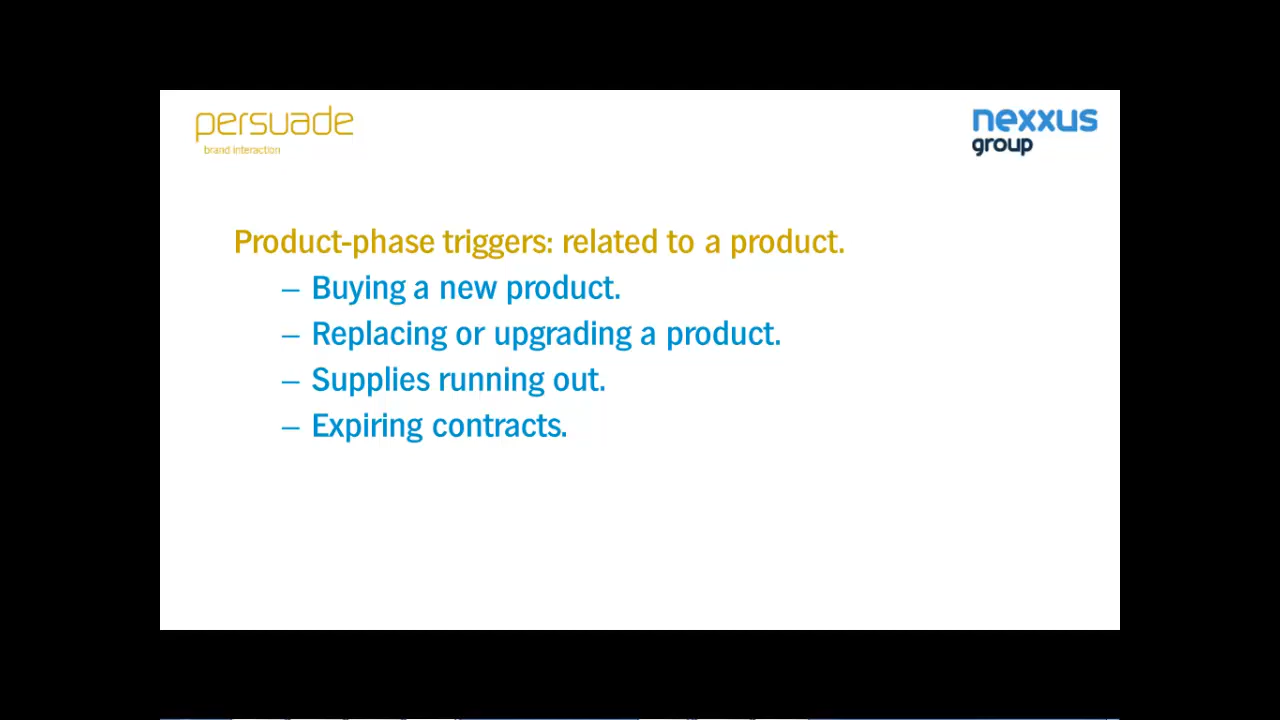 persuade
brand interaction
nexxus
group
Product-phase triggers: related to a product.
– Buying a new product.
– Replacing or upgrading a product.
– Supplies running out.
– Expiring contracts.